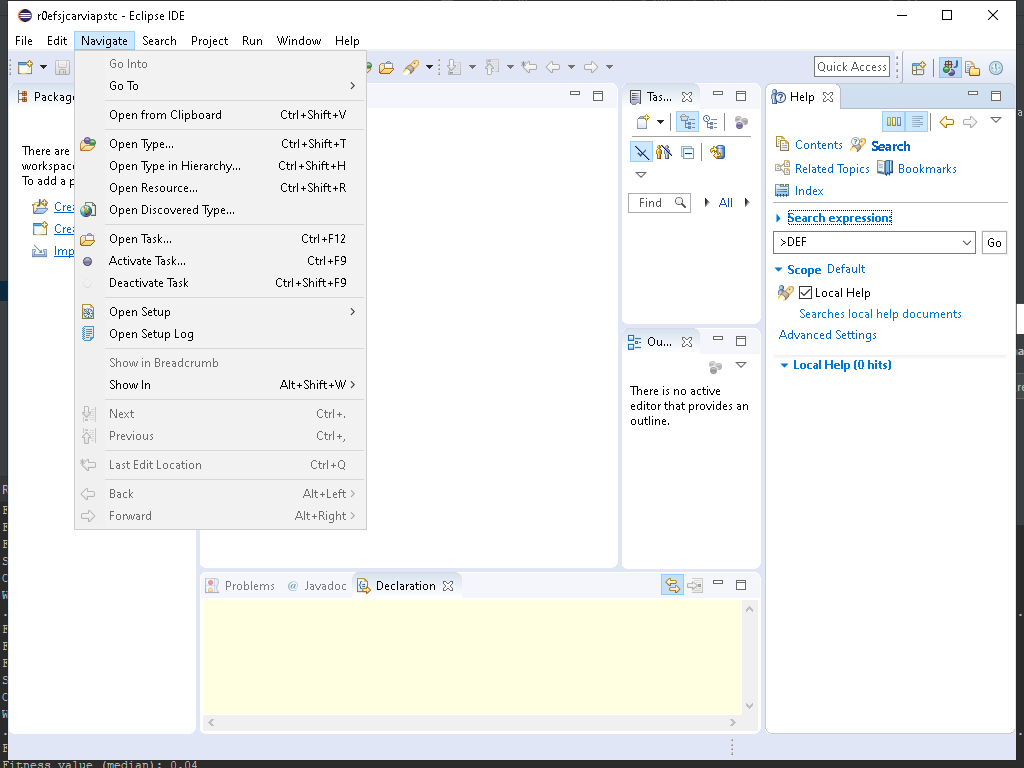 r0efsjcarviapstc - Eclipse IDE
File Edit Navigate Search Project Run Window Help
Quick Access
Go Into
Go To
Open from Clipboard Ctrl+Shift+V
Open Type... Ctrl+Shift+T
Open Type in Hierarchy... Ctrl+Shift+H
Open Resource... Ctrl+Shift+R
Open Discovered Type...
Open Task... Ctrl+F12
Activate Task... Ctrl+F9
Deactivate Task Ctrl+Shift+F9
Open Setup
Open Setup Log
Show in Breadcrumb
Show In Alt+Shift+W
Next Ctrl+.
Previous Ctrl+,
Last Edit Location Ctrl+Q
Back Alt+Left
Forward Alt+Right
Packag
There are
workspac
To add a p
Crea
Crea
Imp
Tas...
Find
All
Ou...
There is no active
editor that provides an
outline.
Help
Contents Search
Related Topics Bookmarks
Index
Search expression:
>DEF
Go
Scope Default
Local Help
Searches local help documents
Advanced Settings
Local Help (0 hits)
Problems @ Javadoc Declaration
Fitness value (median): 0.04